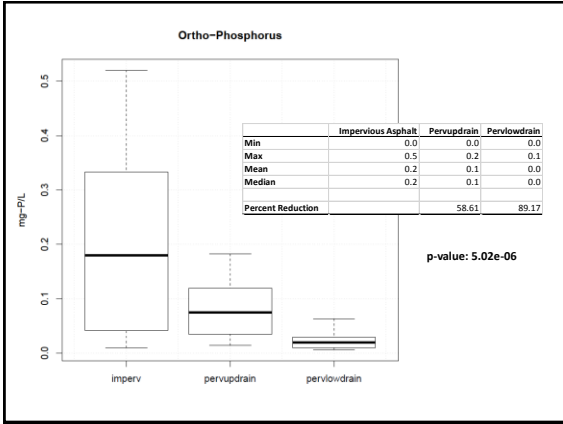 Ortho-Phosphorus
mg-P/L
0.5
0.4
0.3
0.2
0.1
0.0
Impervious Asphalt Pervupdrain Pervlowdrain
Min 0.0 0.0 0.0
Max 0.5 0.2 0.1
Mean 0.2 0.1 0.0
Median 0.2 0.1 0.0
Percent Reduction 58.61 89.17
p-value: 5.02e-06
imperv pervupdrain pervlowdrain